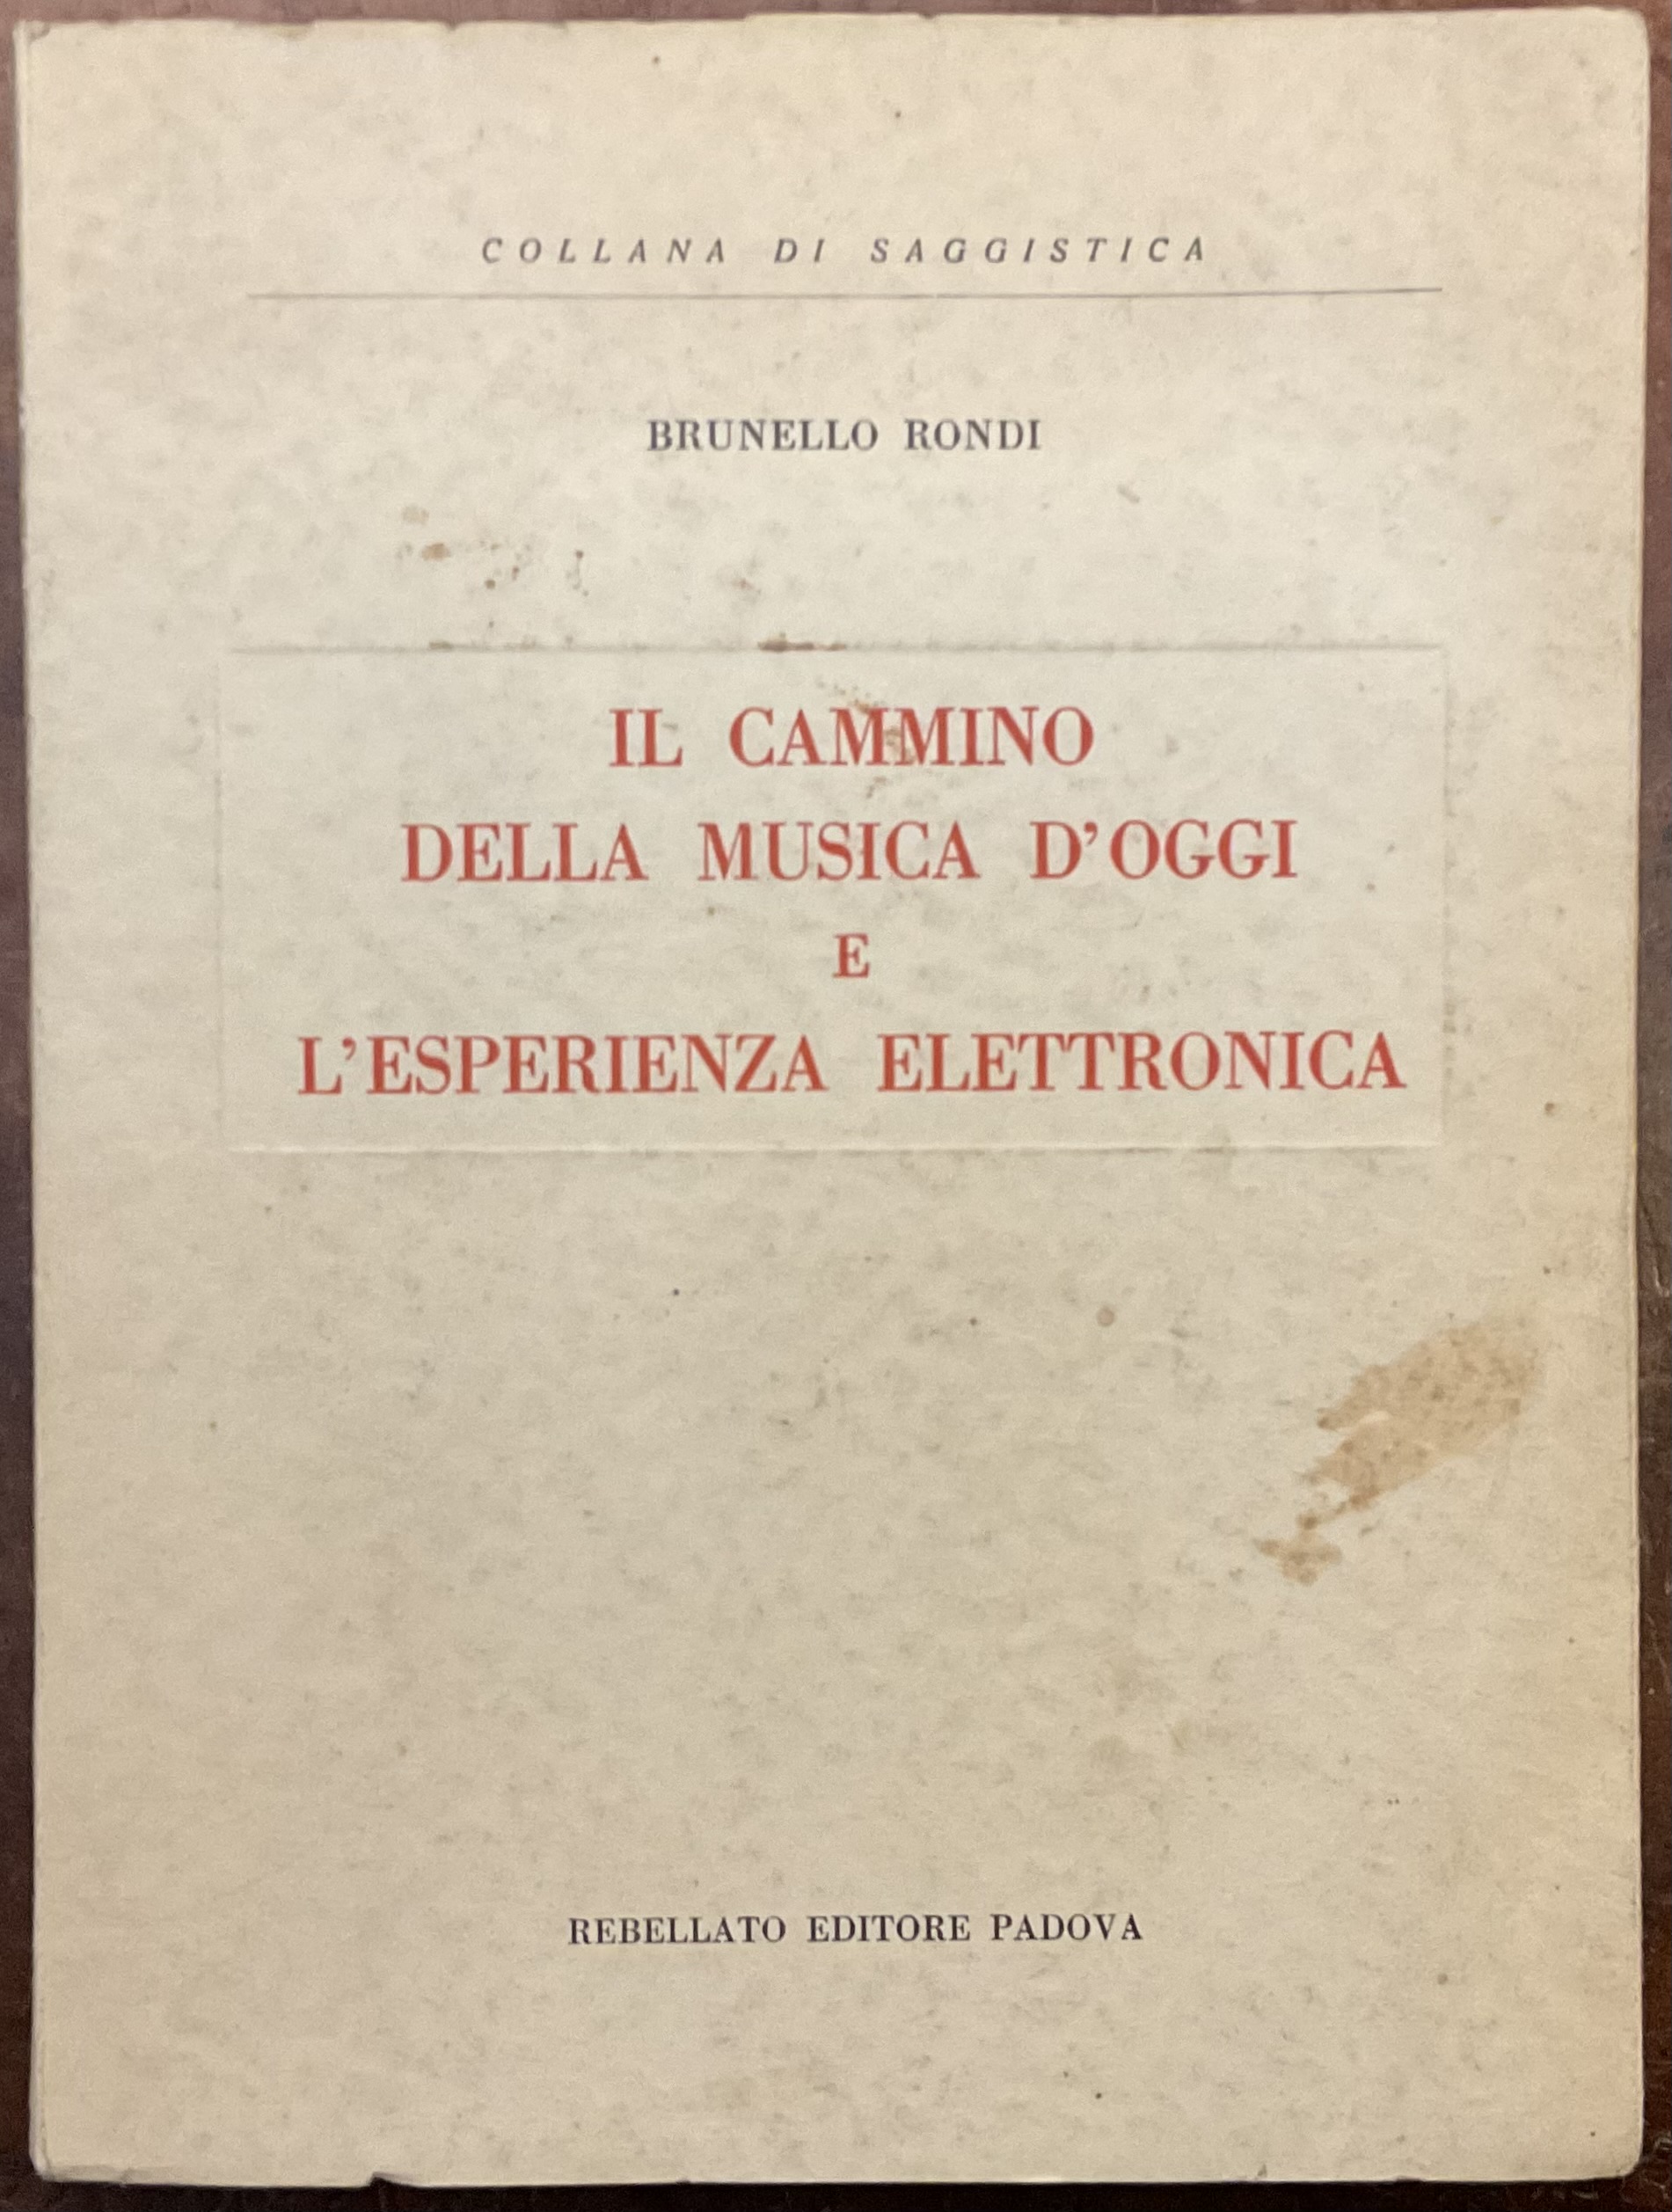 COLLANA DI SAGGISTICA
BRUNELLO RONDI
IL CAMMINO
DELLA MUSICA D'OGGI
E
L'ESPERIENZA ELETTRONICA
REBELLATO EDITORE PADOVA